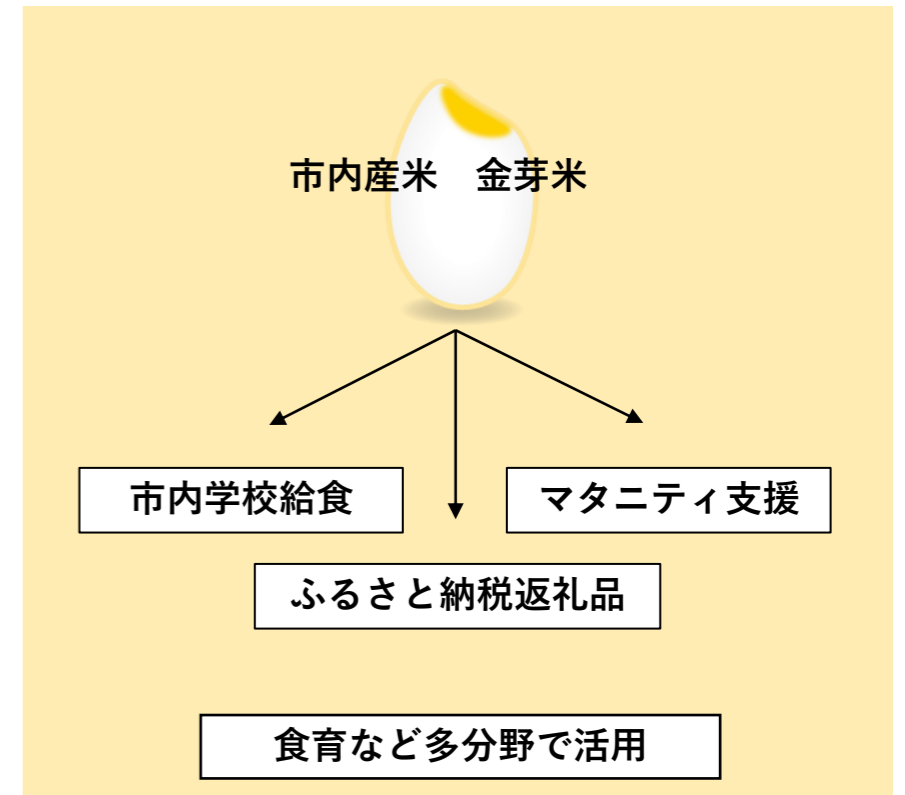 市内産米　金芽米
市内学校給食
マタニティ支援
ふるさと納税返礼品
食育など多分野で活用